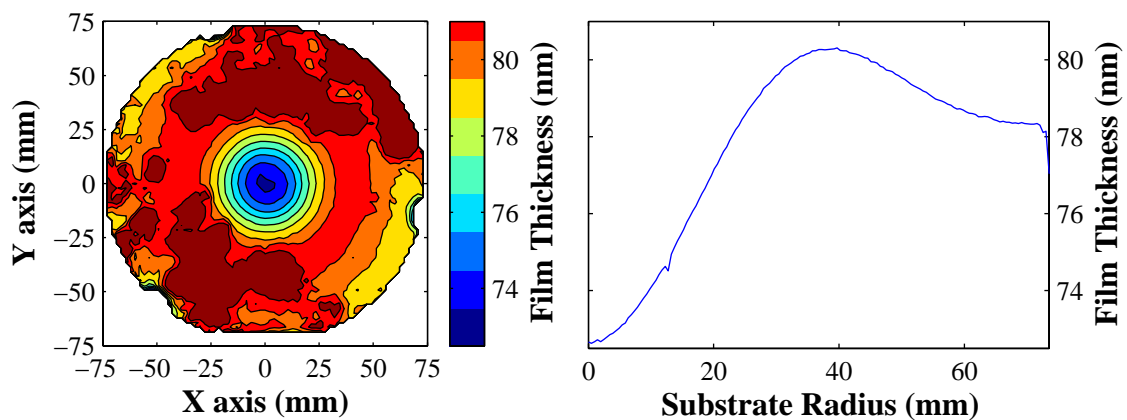 75
50
25
0
−25
−50
−75
−75 −50 −25 0 25 50 75
X axis (mm)
Y axis (mm)
80
78
76
74
Film Thickness (nm)
80
78
76
74
Film Thickness (nm)
0 20 40 60
Substrate Radius (mm)